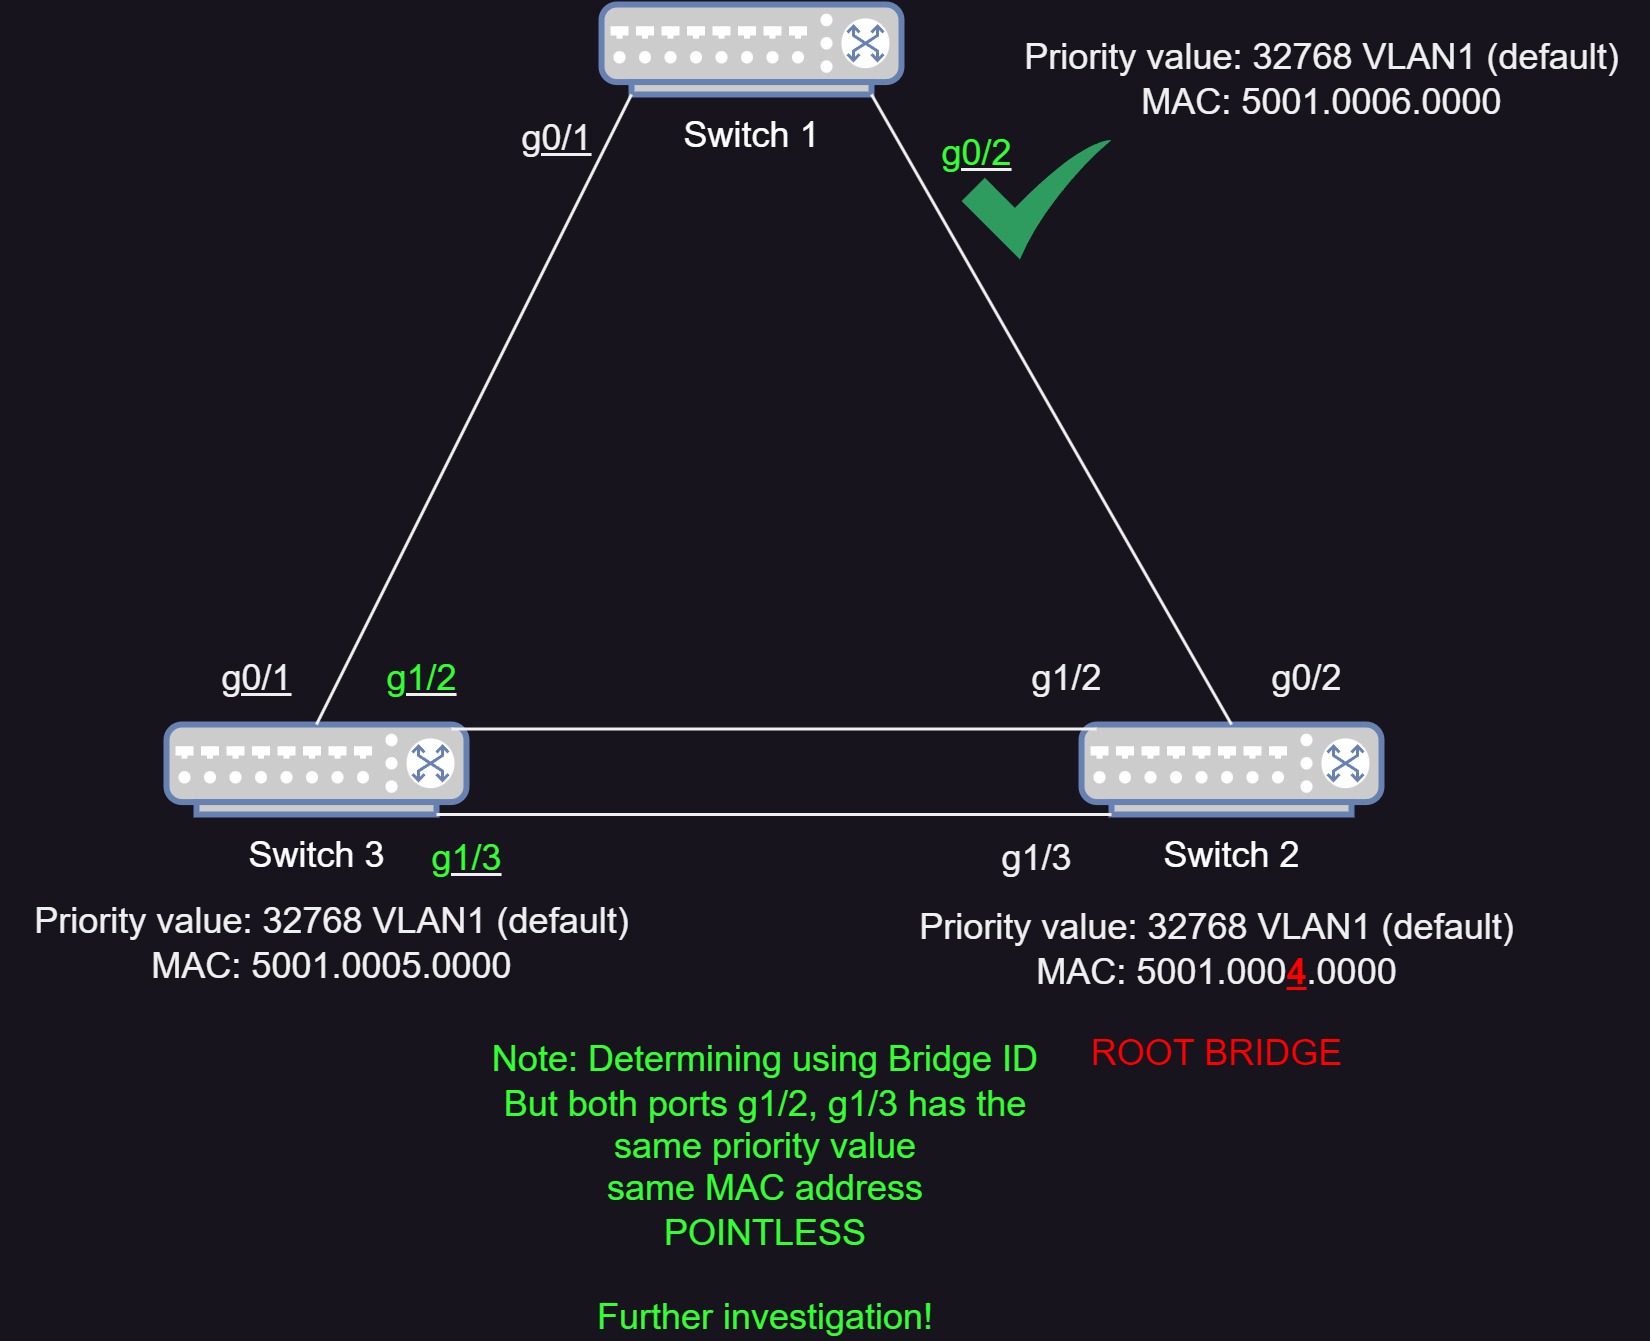 Priority value: 32768 VLAN1 (default)
MAC: 5001.0006.0000
g0/1
Switch 1
g0/2
g0/1
g1/2
g1/2
g0/2
Switch 3
g1/3
g1/3
Switch 2
Priority value: 32768 VLAN1 (default)
MAC: 5001.0005.0000
Priority value: 32768 VLAN1 (default)
MAC: 5001.0004.0000
ROOT BRIDGE
Note: Determining using Bridge ID
But both ports g1/2, g1/3 has the
same priority value
same MAC address
POINTLESS
Further investigation!